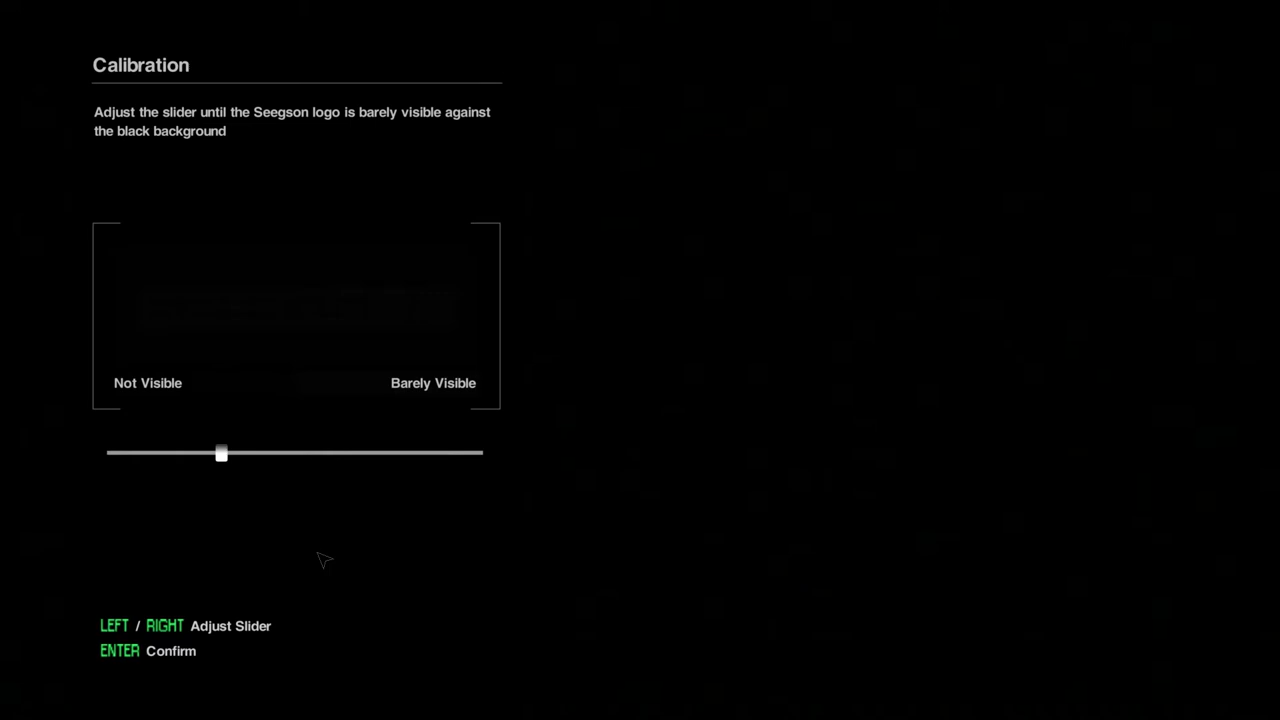 Calibration
Adjust the slider until the Seegson logo is barely visible against
the black background
Not Visible
Barely Visible
LEFT / RIGHT Adjust Slider
ENTER Confirm